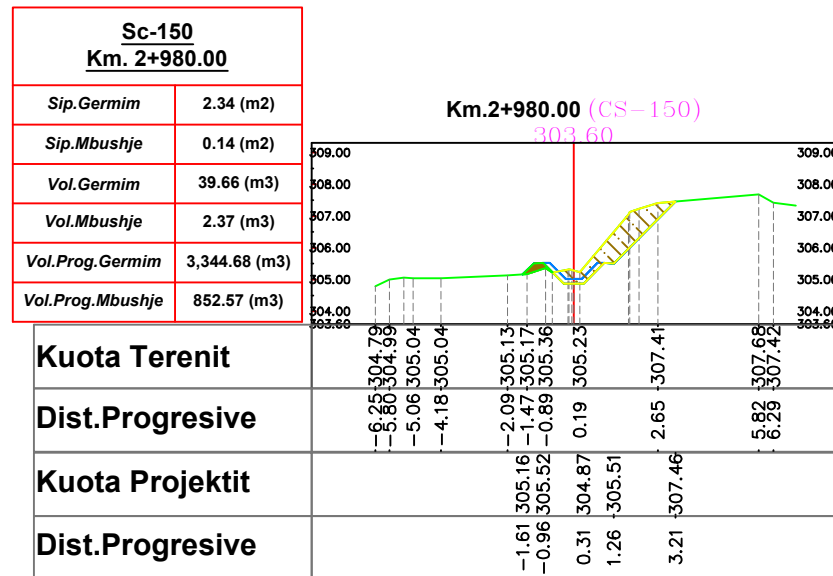 Sc-150
Km. 2+980.00
Sip.Germim 2.34 (m2)
Sip.Mbushje 0.14 (m2)
Vol.Germim 39.66 (m3)
Vol.Mbushje 2.37 (m3)
Vol.Prog.Germim 3,344.68 (m3)
Vol.Prog.Mbushje 852.57 (m3)
Km.2+980.00 (CS-150)
303.60
309.00 309.00
308.00 308.00
307.00 307.00
306.00 306.00
305.00 305.00
304.00 304.00
303.60 303.60
Kuota Terenit
304.79 304.99 305.04 305.04 305.13 305.17 305.36 305.23 307.41 307.68 307.42
Dist.Progresive
-6.25 -5.80 -5.06 -4.18 -2.09 -1.47 -0.89 0.19 2.65 5.82 6.29
Kuota Projektit
305.16 305.52 304.87 305.51 307.46
Dist.Progresive
-1.61 -0.96 0.31 1.26 3.21